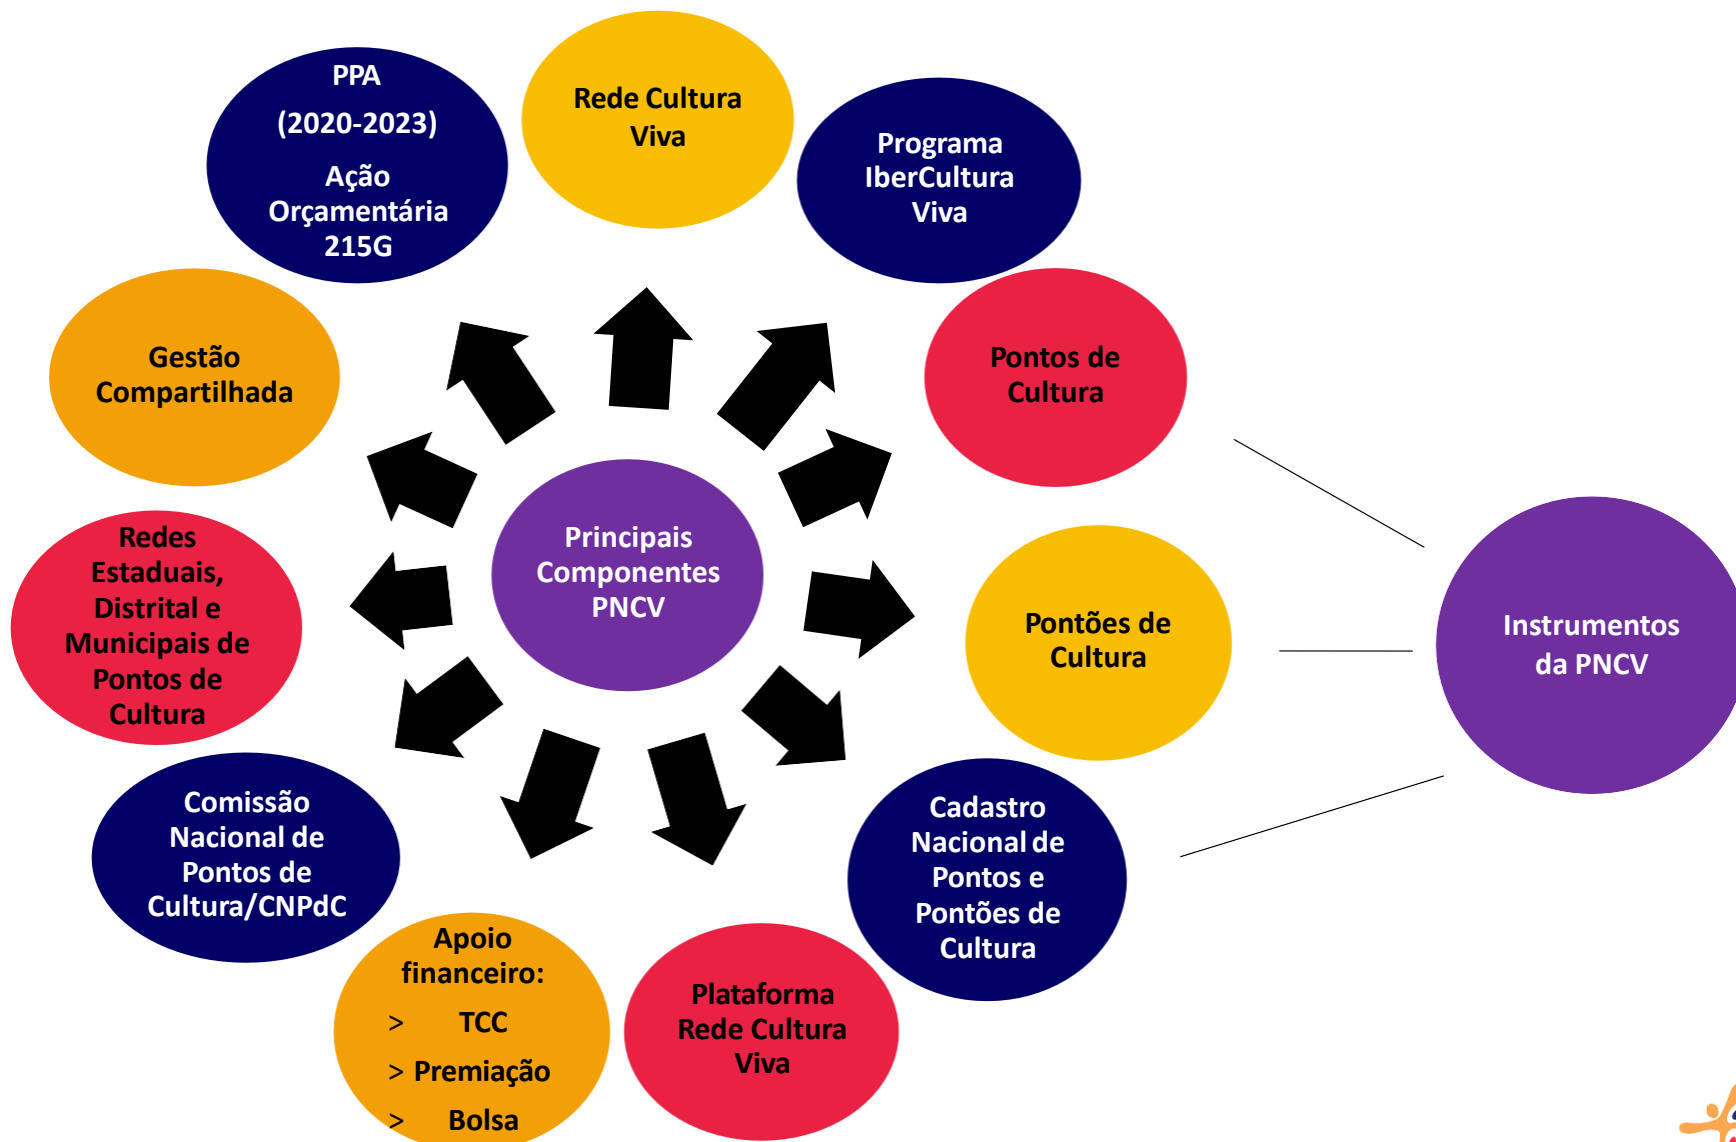 PPA
(2020-2023)
Ação
Orçamentária
215G
Rede Cultura
Viva
Programa
IberCultura
Viva
Pontos de
Cultura
Pontões de
Cultura
Cadastro
Nacional de
Pontos e
Pontões de
Cultura
Plataforma
Rede Cultura
Viva
Apoio
financeiro:
> TCC
> Premiação
> Bolsa
Comissão
Nacional de
Pontos de
Cultura/CNPdC
Redes
Estaduais,
Distrital e
Municipais de
Pontos de
Cultura
Gestão
Compartilhada
Principais
Componentes
PNCV
Instrumentos
da PNCV